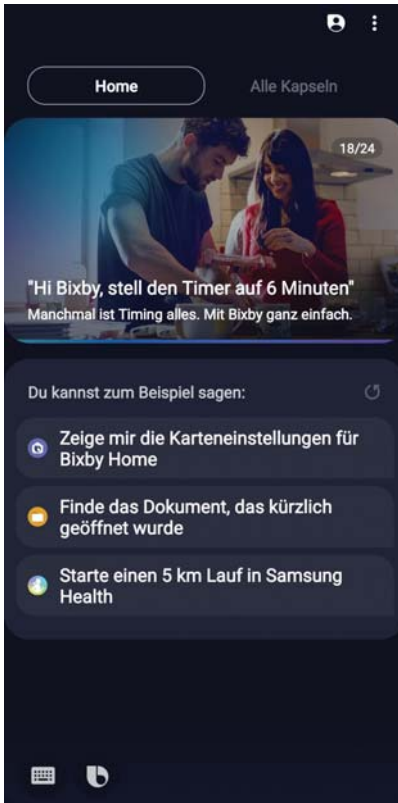 Home
Alle Kapseln
18/24
"Hi Bixby, stell den Timer auf 6 Minuten"
Manchmal ist Timing alles. Mit Bixby ganz einfach.
Du kannst zum Beispiel sagen:
Zeige mir die Karteneinstellungen für
Bixby Home
Finde das Dokument, das kürzlich
geöffnet wurde
Starte einen 5 km Lauf in Samsung
Health